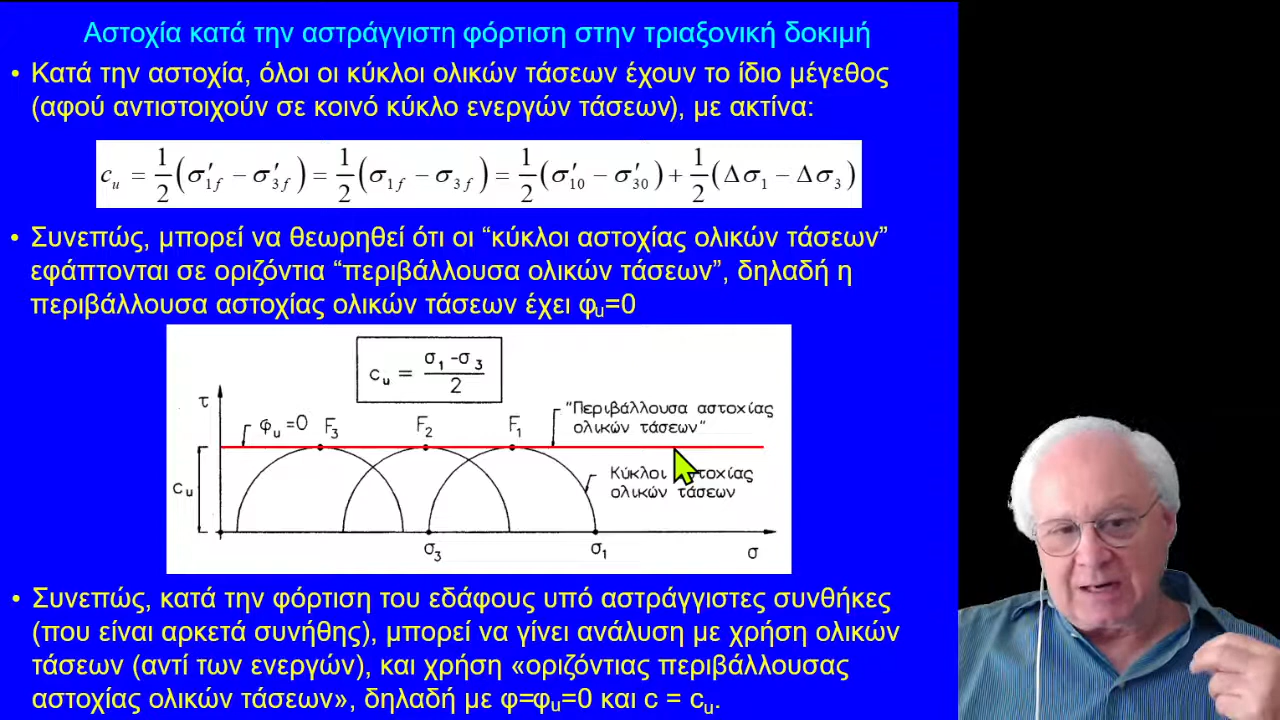 Αστοχία κατά την αστράγγιστη φόρτιση στην τριαξονική δοκιμή
• Κατά την αστοχία, όλοι οι κύκλοι ολικών τάσεων έχουν το ίδιο μέγεθος
(αφού αντιστοιχούν σε κοινό κύκλο ενεργών τάσεων), με ακτίνα:
c_u = 1/2 (σ′_1f − σ′_3f) = 1/2 (σ_1f − σ_3f) = 1/2 (σ′_10 − σ′_30) + 1/2 (Δσ_1 − Δσ_3)
• Συνεπώς, μπορεί να θεωρηθεί ότι οι “κύκλοι αστοχίας ολικών τάσεων”
εφάπτονται σε οριζόντια “περιβάλλουσα ολικών τάσεων”, δηλαδή η
περιβάλλουσα αστοχίας ολικών τάσεων έχει φ_u=0
c_u = (σ_1 - σ_3)/2
τ
φ_u=0
F_3
F_2
F_1
“Περιβάλλουσα αστοχίας
ολικών τάσεων”
c_u
Κύκλοι αστοχίας
ολικών τάσεων
σ_3
σ_1
σ
• Συνεπώς, κατά την φόρτιση του εδάφους υπό αστράγγιστες συνθήκες
(που είναι αρκετά συνήθης), μπορεί να γίνει ανάλυση με χρήση ολικών
τάσεων (αντί των ενεργών), και χρήση «οριζόντιας περιβάλλουσας
αστοχίας ολικών τάσεων», δηλαδή με φ=φ_u=0 και c = c_u.